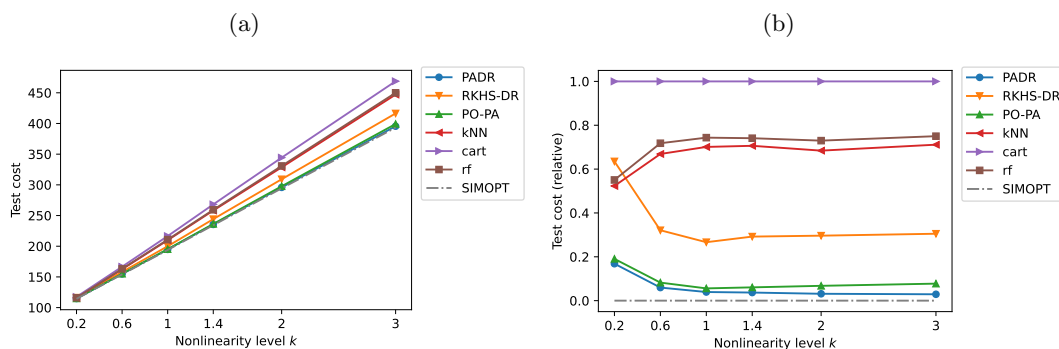 (a)
450
400
350
300
250
200
150
100
Test cost
0.2 0.6 1 1.4 2 3
Nonlinearity level k
PADR
RKHS-DR
PO-PA
kNN
cart
rf
SIMOPT
(b)
1.0
0.8
0.6
0.4
0.2
0.0
Test cost (relative)
0.2 0.6 1 1.4 2 3
Nonlinearity level k
PADR
RKHS-DR
PO-PA
kNN
cart
rf
SIMOPT